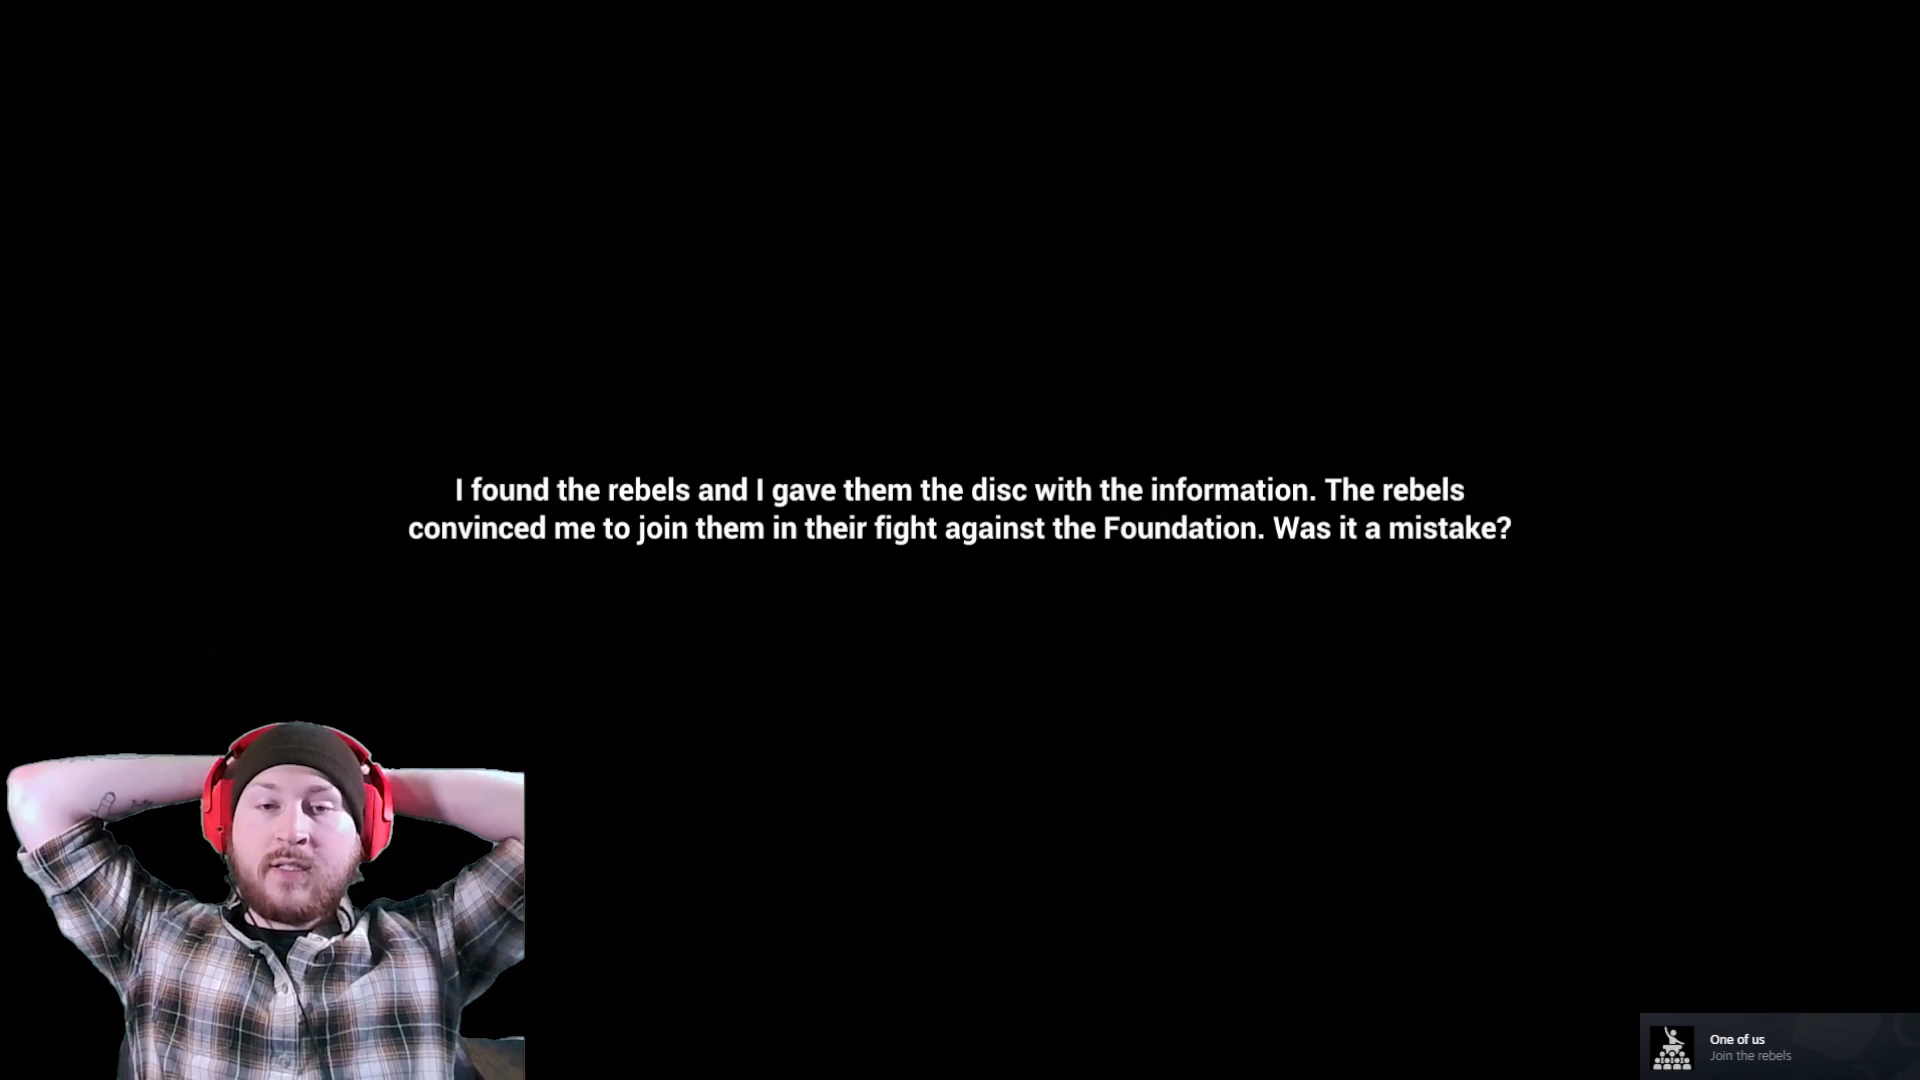 I found the rebels and I gave them the disc with the information. The rebels
convinced me to join them in their fight against the Foundation. Was it a mistake?
One of us
Join the rebels